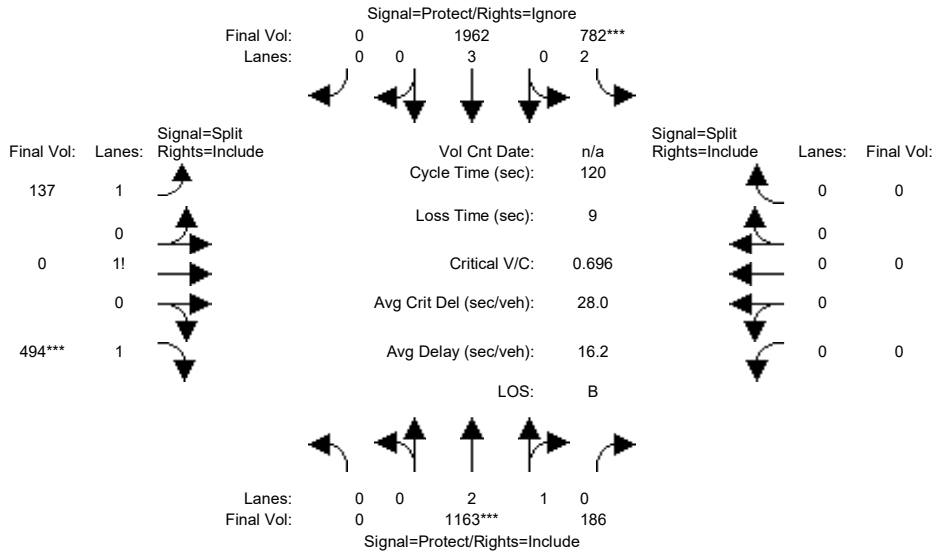 Signal=Protect/Rights=Ignore
Final Vol: 0 1962 782***
Lanes: 0 0 3 0 2
Signal=Split Signal=Split
Final Vol: Lanes: Rights=Include Vol Cnt Date: n/a Rights=Include Lanes: Final Vol:
Cycle Time (sec): 120
137 1 0 0
Loss Time (sec): 9
0 0
0 1! Critical V/C: 0.696 0 0
0 Avg Crit Del (sec/veh): 28.0 0
494*** 1 Avg Delay (sec/veh): 16.2 0 0
LOS: B
Lanes: 0 0 2 1 0
Final Vol: 0 1163*** 186
Signal=Protect/Rights=Include